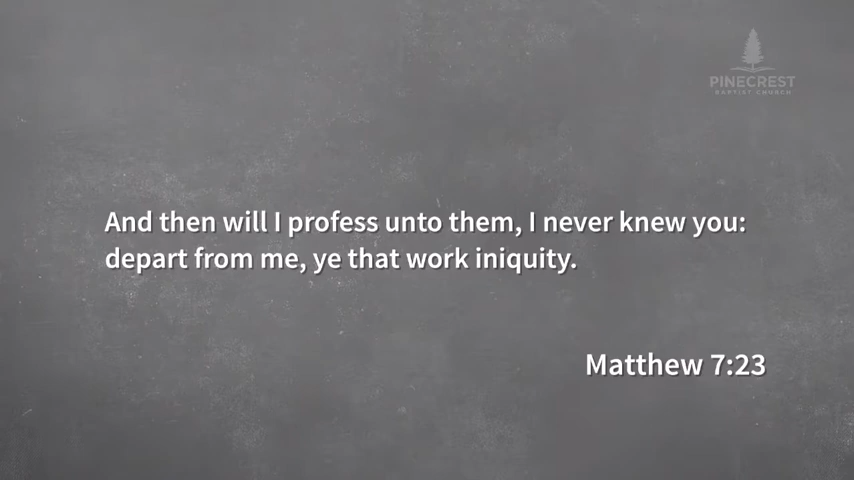 PINECREST
BAPTIST CHURCH
And then will I profess unto them, I never knew you:
depart from me, ye that work iniquity.
Matthew 7:23